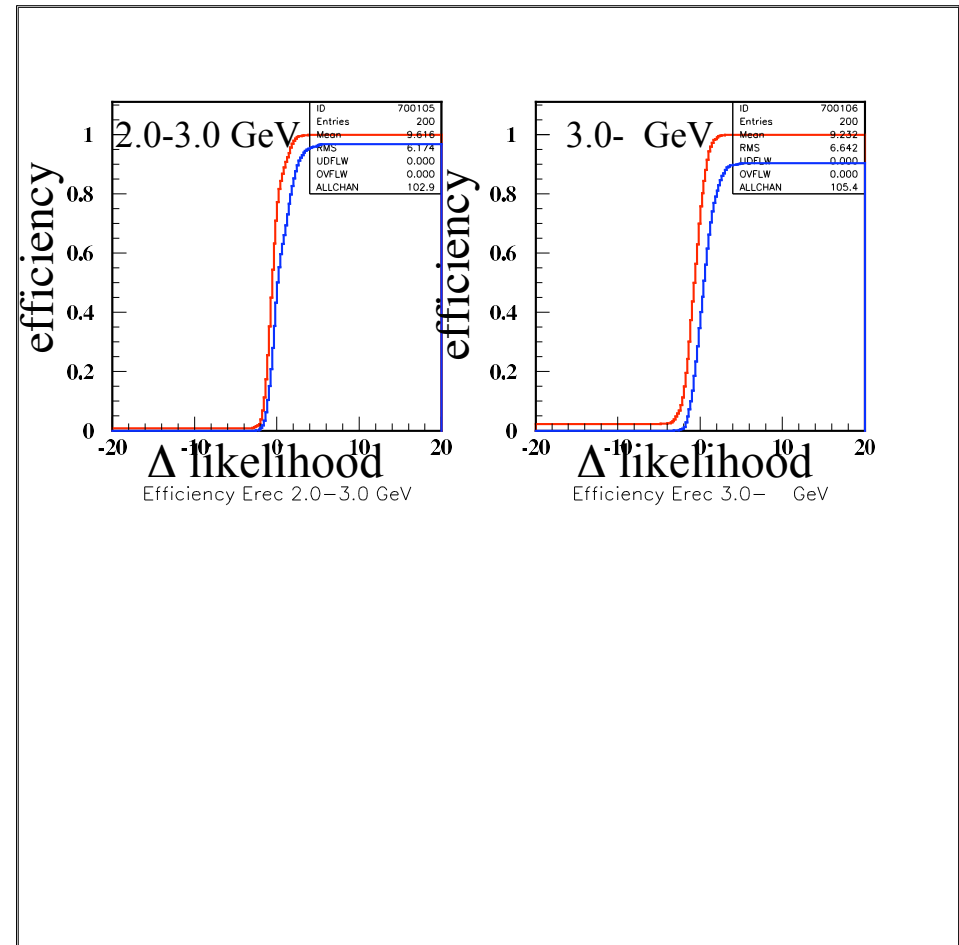 2.0-3.0 GeV
ID 700105
Entries 200
Mean 9.616
RMS 6.174
UDFLW 0.000
OVFLW 0.000
ALLCHAN 102.9
1
0.8
0.6
0.4
0.2
0
efficiency
-20 -10 0 10 20
Δ likelihood
Efficiency Erec 2.0-3.0 GeV
3.0- GeV
ID 700106
Entries 200
Mean 9.232
RMS 6.642
UDFLW 0.000
OVFLW 0.000
ALLCHAN 105.4
1
0.8
0.6
0.4
0.2
0
efficiency
-20 -10 0 10 20
Δ likelihood
Efficiency Erec 3.0- GeV